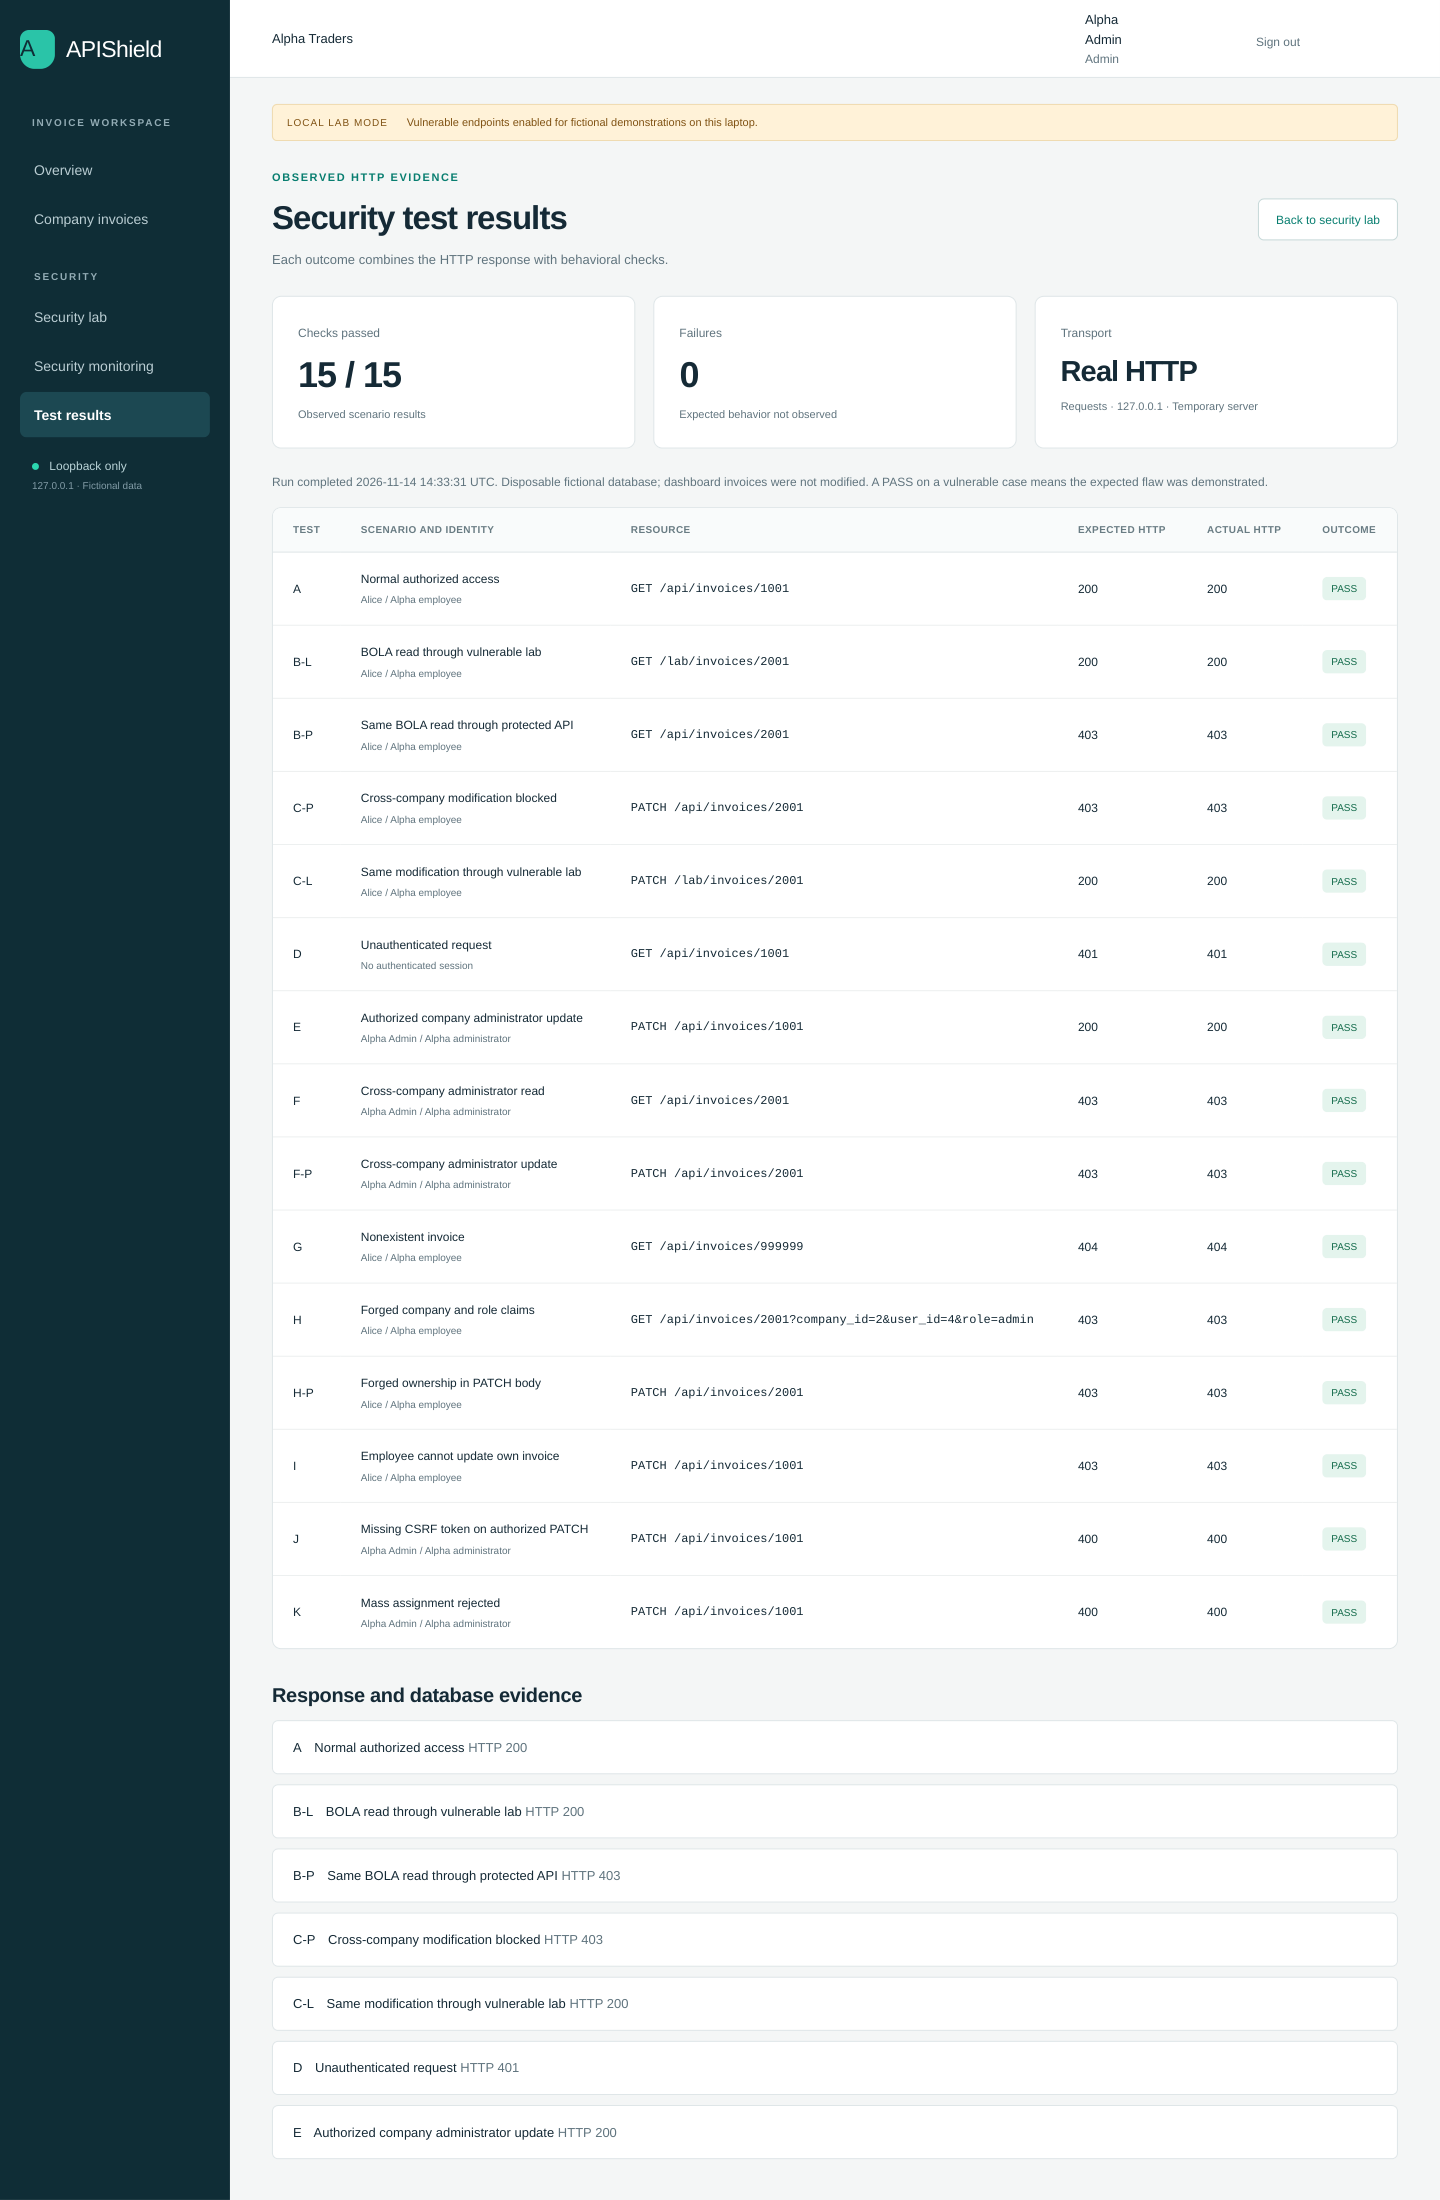 A APIShield
INVOICE WORKSPACE
Overview
Company invoices
SECURITY
Security lab
Security monitoring
Test results
Loopback only
127.0.0.1 · Fictional data
Alpha Traders
Alpha
Admin
Admin
Sign out
LOCAL LAB MODE Vulnerable endpoints enabled for fictional demonstrations on this laptop.
OBSERVED HTTP EVIDENCE
Security test results
Back to security lab
Each outcome combines the HTTP response with behavioral checks.
Checks passed
15 / 15
Observed scenario results
Failures
0
Expected behavior not observed
Transport
Real HTTP
Requests · 127.0.0.1 · Temporary server
Run completed 2026-11-14 14:33:31 UTC. Disposable fictional database; dashboard invoices were not modified. A PASS on a vulnerable case means the expected flaw was demonstrated.
TEST SCENARIO AND IDENTITY RESOURCE EXPECTED HTTP ACTUAL HTTP OUTCOME
A Normal authorized access GET /api/invoices/1001 200 200 PASS
Alice / Alpha employee
B-L BOLA read through vulnerable lab GET /lab/invoices/2001 200 200 PASS
Alice / Alpha employee
B-P Same BOLA read through protected API GET /api/invoices/2001 403 403 PASS
Alice / Alpha employee
C-P Cross-company modification blocked PATCH /api/invoices/2001 403 403 PASS
Alice / Alpha employee
C-L Same modification through vulnerable lab PATCH /lab/invoices/2001 200 200 PASS
Alice / Alpha employee
D Unauthenticated request GET /api/invoices/1001 401 401 PASS
No authenticated session
E Authorized company administrator update PATCH /api/invoices/1001 200 200 PASS
Alpha Admin / Alpha administrator
F Cross-company administrator read GET /api/invoices/2001 403 403 PASS
Alpha Admin / Alpha administrator
F-P Cross-company administrator update PATCH /api/invoices/2001 403 403 PASS
Alpha Admin / Alpha administrator
G Nonexistent invoice GET /api/invoices/999999 404 404 PASS
Alice / Alpha employee
H Forged company and role claims GET /api/invoices/2001?company_id=2&user_id=4&role=admin 403 403 PASS
Alice / Alpha employee
H-P Forged ownership in PATCH body PATCH /api/invoices/2001 403 403 PASS
Alice / Alpha employee
I Employee cannot update own invoice PATCH /api/invoices/1001 403 403 PASS
Alice / Alpha employee
J Missing CSRF token on authorized PATCH PATCH /api/invoices/1001 400 400 PASS
Alpha Admin / Alpha administrator
K Mass assignment rejected PATCH /api/invoices/1001 400 400 PASS
Alpha Admin / Alpha administrator
Response and database evidence
A Normal authorized access HTTP 200
B-L BOLA read through vulnerable lab HTTP 200
B-P Same BOLA read through protected API HTTP 403
C-P Cross-company modification blocked HTTP 403
C-L Same modification through vulnerable lab HTTP 200
D Unauthenticated request HTTP 401
E Authorized company administrator update HTTP 200